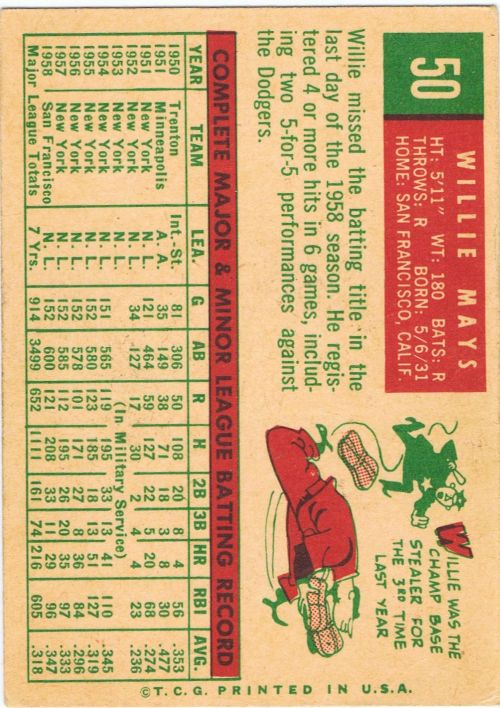 50
WILLIE MAYS
HT: 5'11" WT: 180 BATS: R
THROWS: R BORN: 5/6/31
HOME: SAN FRANCISCO, CALIF.
Willie missed the batting title in the
last day of the 1958 season. He regis-
tered 4 or more hits in 6 games, includ-
ing two 5-for-5 performances against
the Dodgers.
WILLIE WAS THE
CHAMP BASE
STEALER FOR
THE 3RD TIME
LAST YEAR
COMPLETE MAJOR & MINOR LEAGUE BATTING RECORD
YEAR TEAM LEA. G AB R H 2B 3B HR RBI AVG.
1950 Trenton Int.-St. 81 306 50 108 20 8 4 56 .353
1951 Minneapolis A. A. 35 149 38 71 18 3 8 30 .477
1951 New York N. L. 121 464 59 127 22 5 20 68 .274
1952 New York N. L. 34 127 17 30 2 4 4 23 .236
1953 New York (In Military Service)
1954 New York N. L. 151 565 119 195 33 13 41 110 .345
1955 New York N. L. 152 580 123 185 18 13 51 127 .319
1956 New York N. L. 152 578 101 171 27 8 36 84 .296
1957 New York N. L. 152 585 112 195 26 20 35 97 .333
1958 San Francisco N. L. 152 600 121 208 33 11 29 96 .347
Major League Totals 7 Yrs. 914 3499 652 1111 161 74 216 605 .318
© T. C. G. PRINTED IN U.S.A.